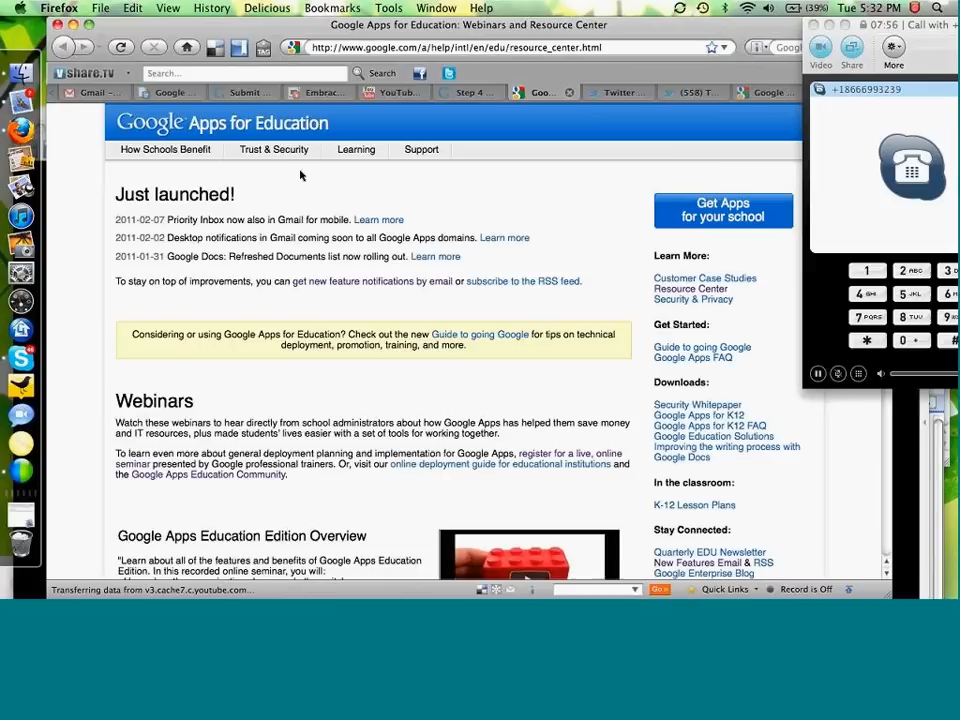 Firefox File Edit View History Delicious Bookmarks Tools Window Help (39%) Tue 5:32 PM
Google Apps for Education: Webinars and Resource Center
07:56 | Call with +
http://www.google.com/a/help/intl/en/edu/resource_center.html
Video Share More
vshare.tv Search... Search
+18666993239
Gmail –... Google ... Submit ... Embrac... YouTub... Step 4 ... Goo... Twitter ... (558) T... Google ...
Google Apps for Education
How Schools Benefit Trust & Security Learning Support
Just launched!
2011-02-07 Priority Inbox now also in Gmail for mobile. Learn more
2011-02-02 Desktop notifications in Gmail coming soon to all Google Apps domains. Learn more
2011-01-31 Google Docs: Refreshed Documents list now rolling out. Learn more
To stay on top of improvements, you can get new feature notifications by email or subscribe to the RSS feed.
Considering or using Google Apps for Education? Check out the new Guide to going Google for tips on technical
deployment, promotion, training, and more.
Webinars
Watch these webinars to hear directly from school administrators about how Google Apps has helped them save money
and IT resources, plus made students' lives easier with a set of tools for working together.
To learn even more about general deployment planning and implementation for Google Apps, register for a live, online
seminar presented by Google professional trainers. Or, visit our online deployment guide for educational institutions and
the Google Apps Education Community.
Google Apps Education Edition Overview
"Learn about all of the features and benefits of Google Apps Education
Edition. In this recorded online seminar, you will:
Get Apps
for your school
Learn More:
Customer Case Studies
Resource Center
Security & Privacy
Get Started:
Guide to going Google
Google Apps FAQ
Downloads:
Security Whitepaper
Google Apps for K12
Google Apps for K12 FAQ
Google Education Solutions
Improving the writing process with
Google Docs
In the classroom:
K-12 Lesson Plans
Stay Connected:
Quarterly EDU Newsletter
New Features Email & RSS
Google Enterprise Blog
1 2 ABC 3
4 GHI 5 JKL 6
7 PQRS 8 TUV 9
* 0 + #
Transferring data from v3.cache7.c.youtube.com...
Go Quick Links Record is Off